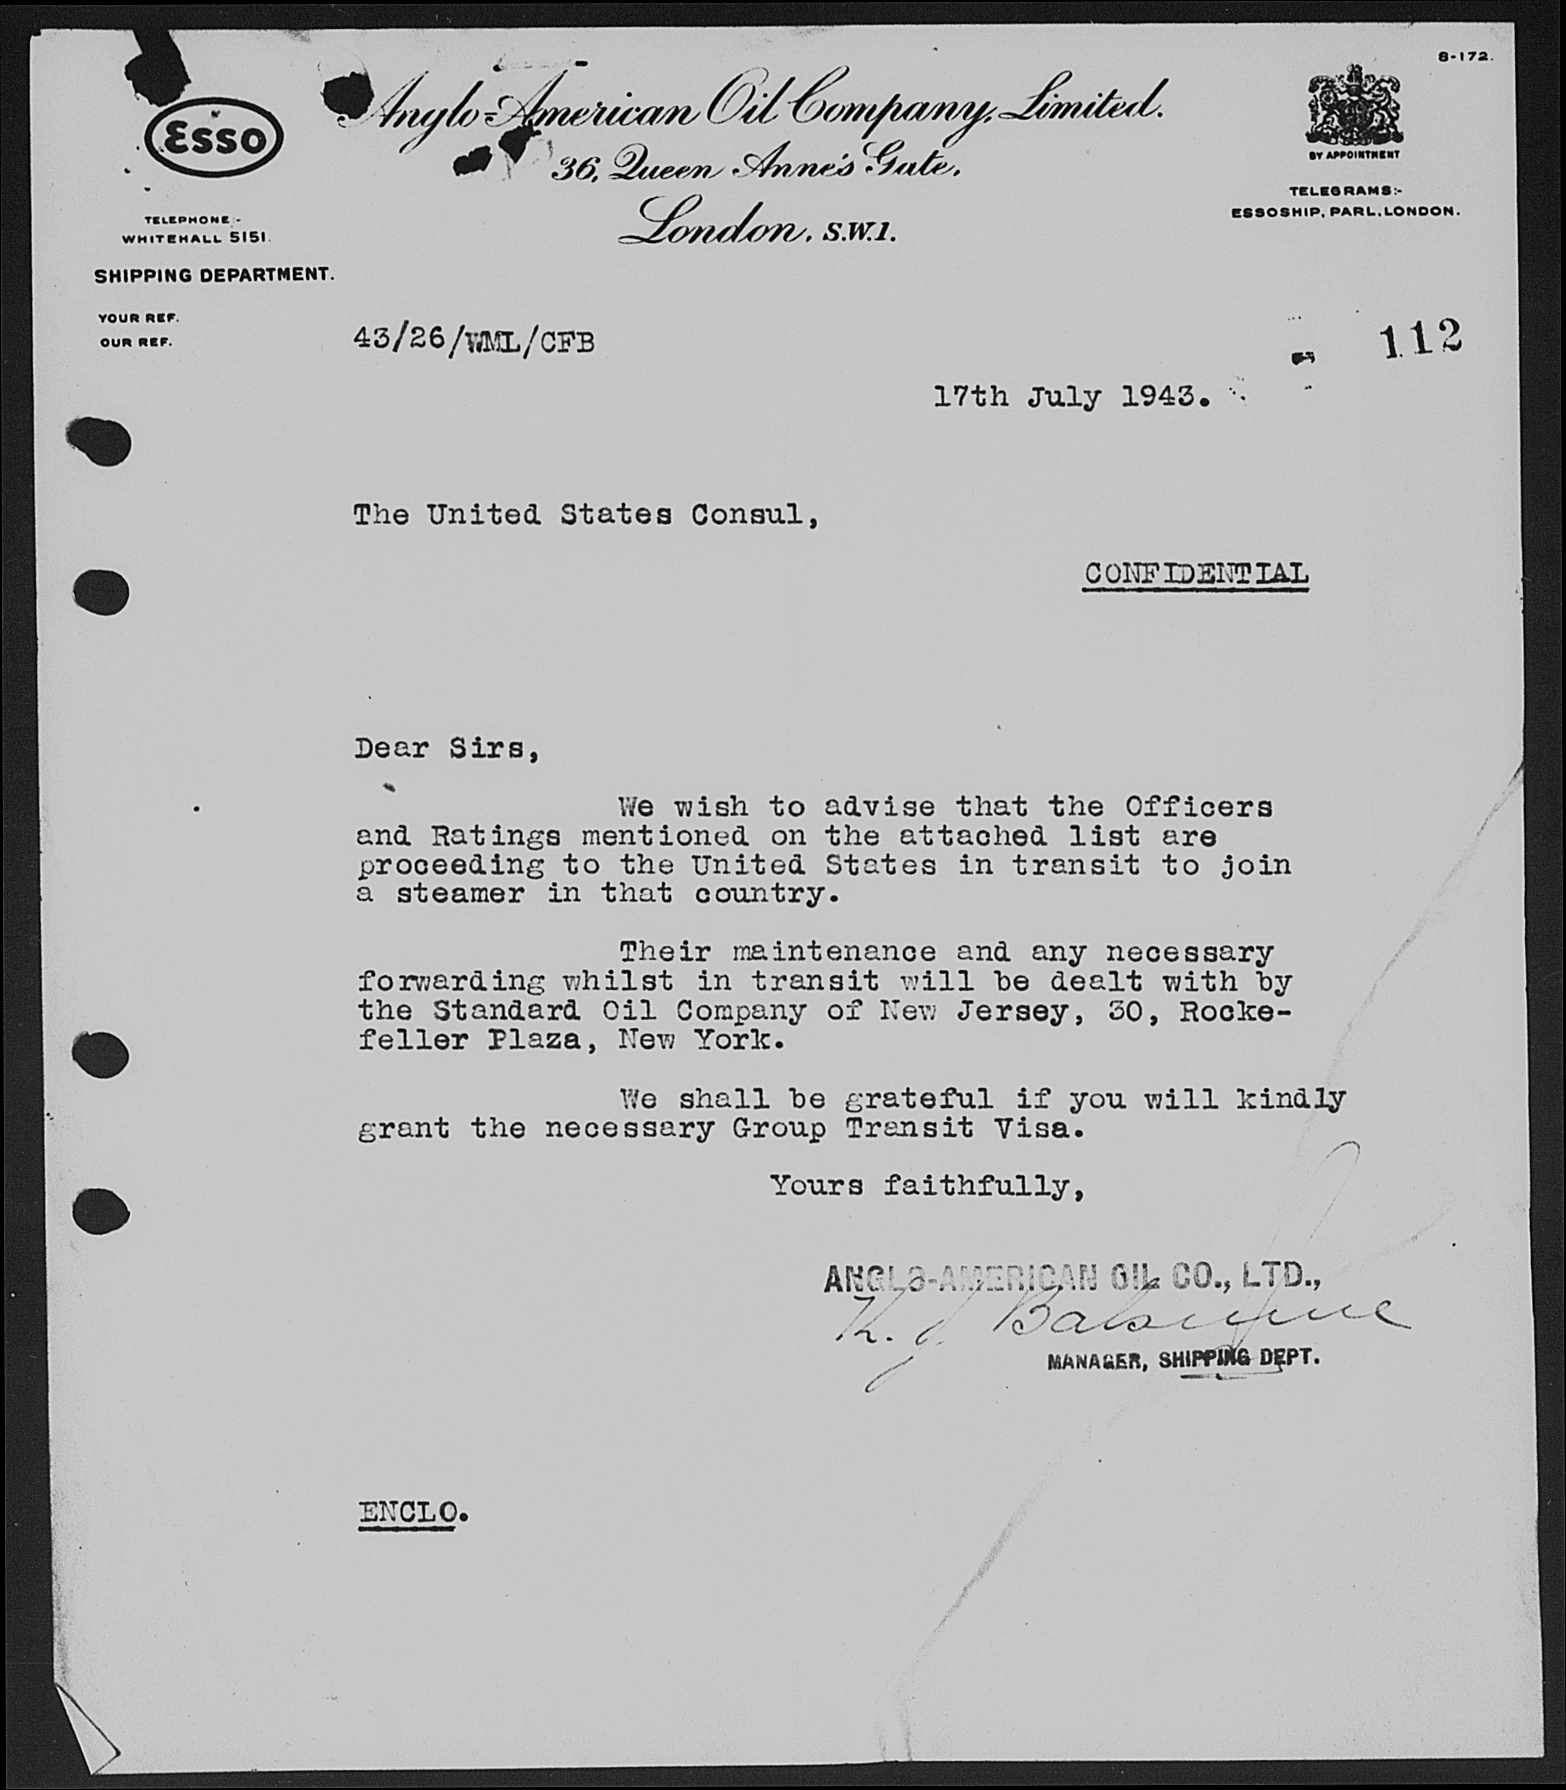 8-172.
ESSO
Anglo-American Oil Company, Limited.
36, Queen Anne's Gate,
London, S.W.1.
BY APPOINTMENT
TELEPHONE:-
WHITEHALL 5151.
TELEGRAMS:-
ESSOSHIP, PARL, LONDON.
SHIPPING DEPARTMENT.
YOUR REF.
OUR REF.
43/26/WML/CFB
112
17th July 1943.
The United States Consul,
CONFIDENTIAL
Dear Sirs,
We wish to advise that the Officers
and Ratings mentioned on the attached list are
proceeding to the United States in transit to join
a steamer in that country.
Their maintenance and any necessary
forwarding whilst in transit will be dealt with by
the Standard Oil Company of New Jersey, 30, Rocke-
feller Plaza, New York.
We shall be grateful if you will kindly
grant the necessary Group Transit Visa.
Yours faithfully,
ANGLO-AMERICAN OIL CO., LTD.,
MANAGER, SHIPPING DEPT.
ENCLO.